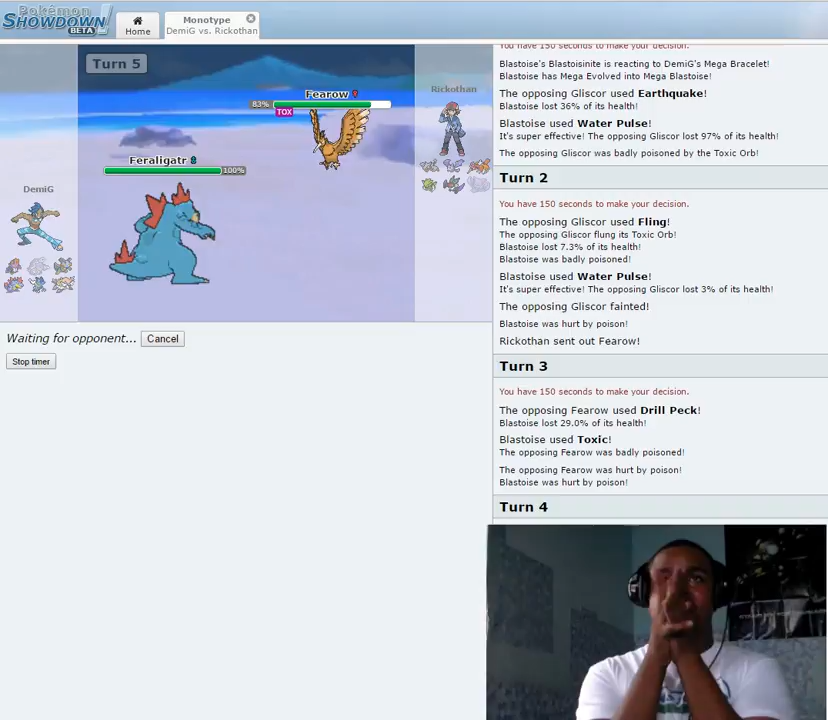 Pokémon
SHOWDOWN!
BETA
Home
Monotype
DemiG vs. Rickothan
Turn 5
Fearow
83%
TOX
Rickothan
Feraligatr
100%
DemiG
Waiting for opponent... Cancel
Stop timer
You have 150 seconds to make your decision.
Blastoise's Blastoisinite is reacting to DemiG's Mega Bracelet!
Blastoise has Mega Evolved into Mega Blastoise!
The opposing Gliscor used Earthquake!
Blastoise lost 36% of its health!
Blastoise used Water Pulse!
It's super effective! The opposing Gliscor lost 97% of its health!
The opposing Gliscor was badly poisoned by the Toxic Orb!
Turn 2
You have 150 seconds to make your decision.
The opposing Gliscor used Fling!
The opposing Gliscor flung its Toxic Orb!
Blastoise lost 7.3% of its health!
Blastoise was badly poisoned!
Blastoise used Water Pulse!
It's super effective! The opposing Gliscor lost 3% of its health!
The opposing Gliscor fainted!
Blastoise was hurt by poison!
Rickothan sent out Fearow!
Turn 3
You have 150 seconds to make your decision.
The opposing Fearow used Drill Peck!
Blastoise lost 29.0% of its health!
Blastoise used Toxic!
The opposing Fearow was badly poisoned!
The opposing Fearow was hurt by poison!
Blastoise was hurt by poison!
Turn 4